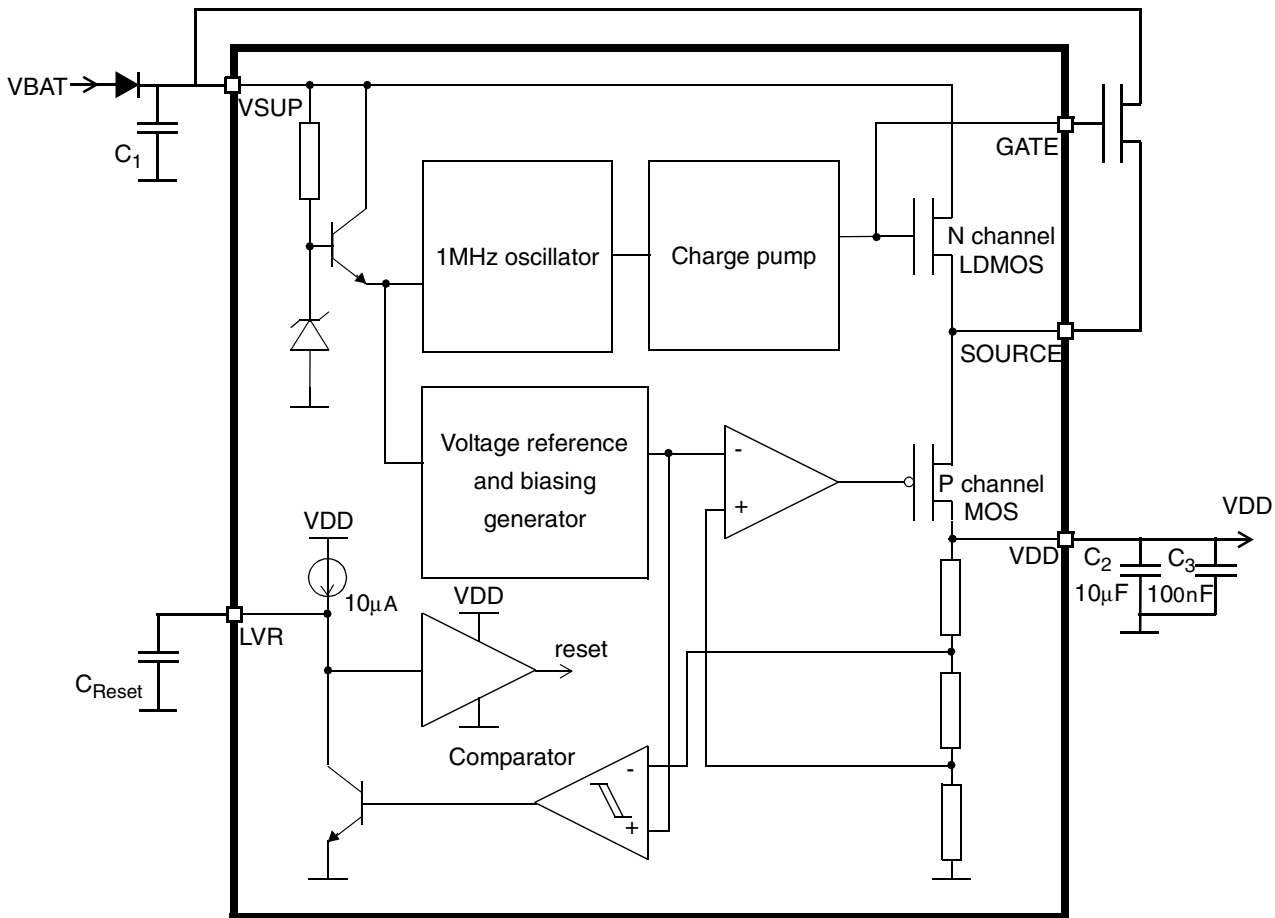 VBAT
VSUP
C1
GATE
1MHz oscillator
Charge pump
N channel
LDMOS
SOURCE
Voltage reference
and biasing
generator
-
+
P channel
MOS
VDD
VDD
VDD
C2
10µF
C3
100nF
10µA
LVR
VDD
reset
CReset
Comparator
-
+